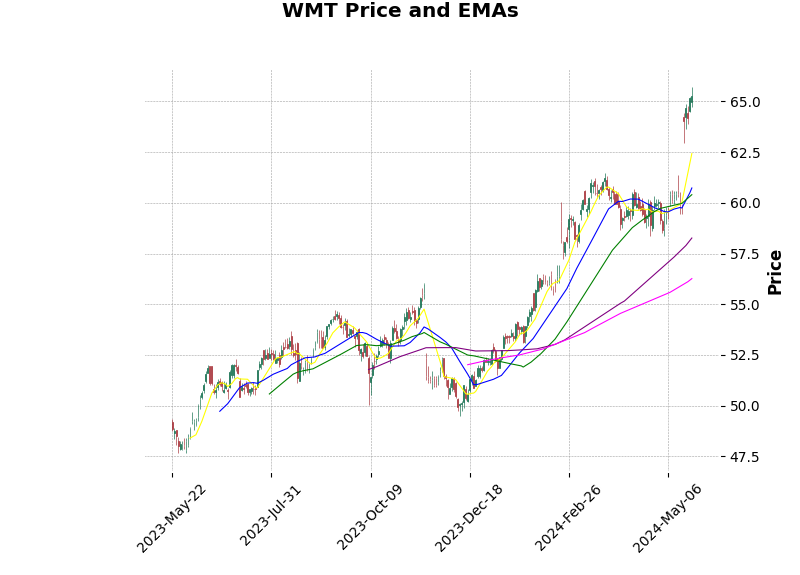 WMT Price and EMAs
65.0
62.5
60.0
57.5
55.0
52.5
50.0
47.5
Price
2023-May-22
2023-Jul-31
2023-Oct-09
2023-Dec-18
2024-Feb-26
2024-May-06